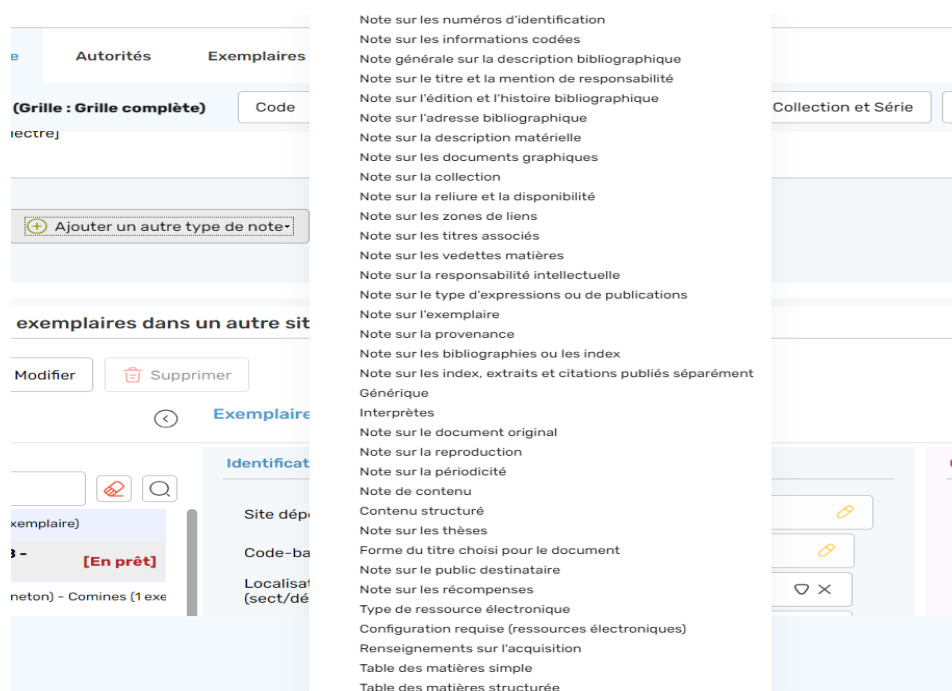 Note sur les numéros d'identification
Note sur les informations codées
Note générale sur la description bibliographique
Note sur le titre et la mention de responsabilité
Note sur l'édition et l'histoire bibliographique
Note sur l'adresse bibliographique
Note sur la description matérielle
Note sur les documents graphiques
Note sur la collection
Note sur la reliure et la disponibilité
Note sur les zones de liens
Note sur les titres associés
Note sur les vedettes matières
Note sur la responsabilité intellectuelle
Note sur le type d'expressions ou de publications
Note sur l'exemplaire
Note sur la provenance
Note sur les bibliographies ou les index
Note sur les index, extraits et citations publiés séparément
Générique
Interprètes
Note sur le document original
Note sur la reproduction
Note sur la périodicité
Note de contenu
Contenu structuré
Note sur les thèses
Forme du titre choisi pour le document
Note sur le public destinataire
Note sur les récompenses
Type de ressource électronique
Configuration requise (ressources électroniques)
Renseignements sur l'acquisition
Table des matières simple
Table des matières structurée
e Autorités Exemplaires
(Grille : Grille complète) Code Collection et Série
lectre]
Ajouter un autre type de note
exemplaires dans un autre sit
Modifier Supprimer
Exemplaire
Identificat
Site dép
Code-ba
Localisat
(sect/dé
xemplaire)
3 -
[En prêt]
neton) - Comines (1 exe